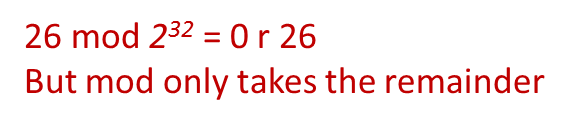 26 mod 2³² = 0 r 26
But mod only takes the remainder